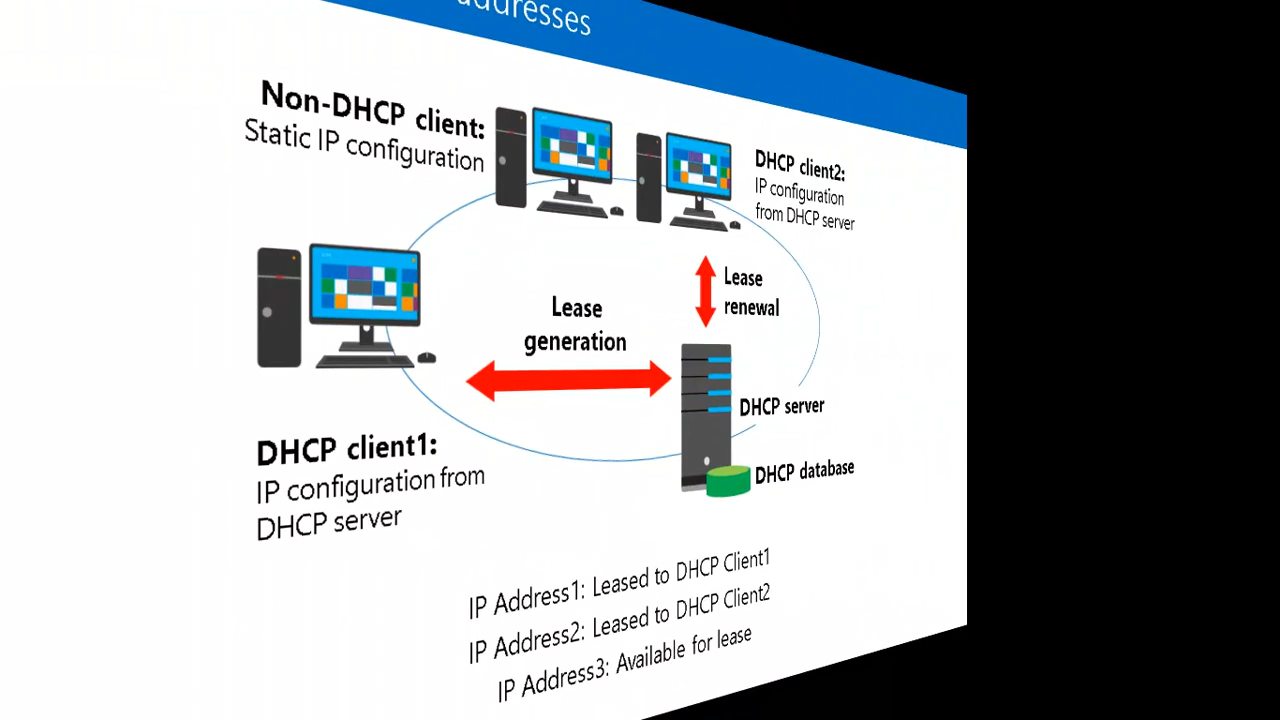 addresses
Non-DHCP client:
Static IP configuration
DHCP client2:
IP configuration
from DHCP server
Lease
renewal
Lease
generation
DHCP server
DHCP database
DHCP client1:
IP configuration from
DHCP server
IP Address1: Leased to DHCP Client1
IP Address2: Leased to DHCP Client2
IP Address3: Available for lease